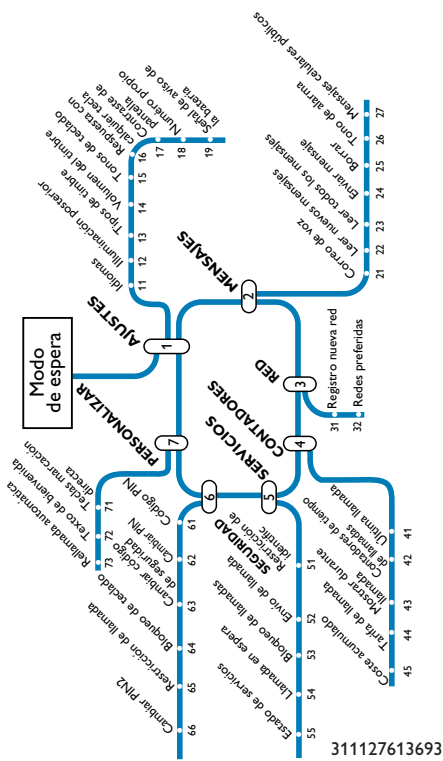 Modo
de espera
1
AJUSTES
11
Idiomas
12
Illuminación posterior
13
Tipos de timbre
14
Volumen del timbre
15
Tonos de teclado
16
Respuesta con
calquier tecla
17
Contraste de
pantella
18
Numéro propio
19
Señal de aviso de
la batería
2
MENSAJES
21
Correo de voz
22
Leer nuevos mensajes
23
Leer todos los mensajes
24
Enviar mensaje
25
Borrar
26
Tono de alarma
27
Mensajes celulares públicos
3
RED
31 Registro nueva red
32 Redes preferidas
4
CONTADORES
41
Última llamada
42
Contadores de tiempo
de llamadas
43
Mostrar durante
llamada
44
Tarifa de llamada
45
Coste acumulado
5
SERVICIOS
51
Restricción de
identific
52
Envío de llamada
53
Bloqueo de llamadas
54
Llamada en espera
55
Estado de servicios
6
SEGURIDAD
61
Código PIN
62
Cambiar PIN
63
Cambiar código
de seguridad
64
Bloqueo de teclado
65
Restricción de llamada
66
Cambiar PIN2
7
PERSONALIZAR
71
Teclas marcación
directa
72
Texto de bienvenida
73
Rellamada automática
311127613693